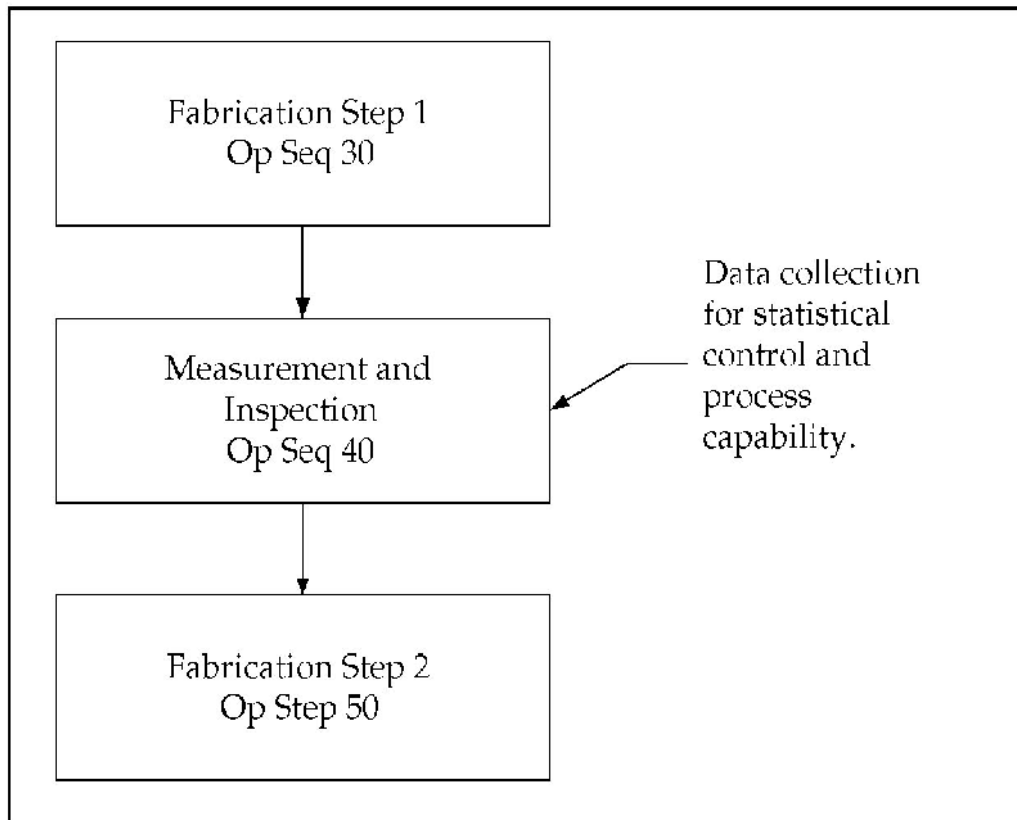 Fabrication Step 1
Op Seq 30
Measurement and
Inspection
Op Seq 40
Data collection
for statistical
control and
process
capability.
Fabrication Step 2
Op Step 50